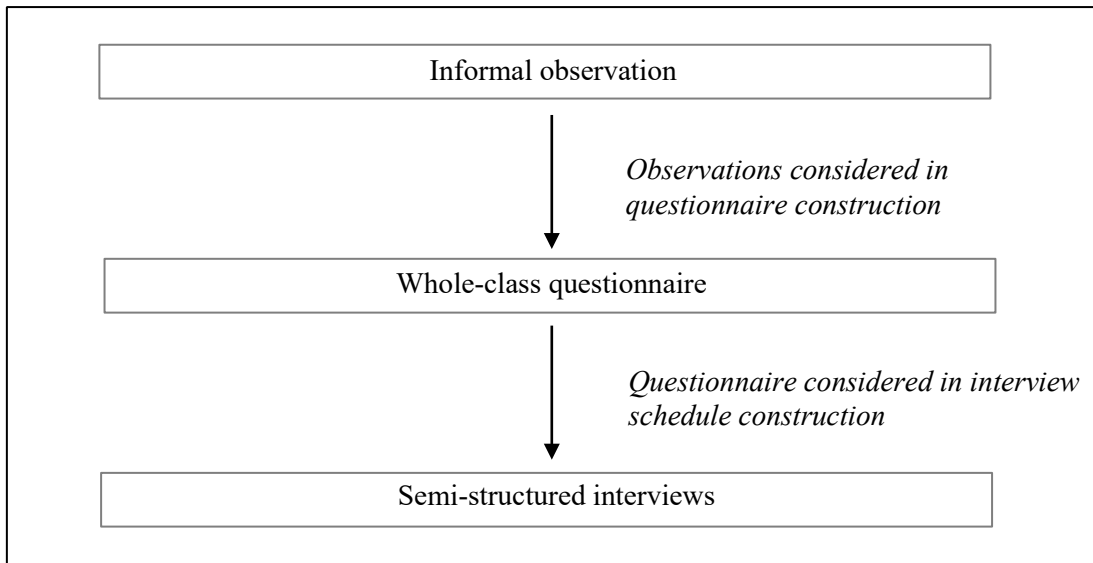 Informal observation
Observations considered in
questionnaire construction
Whole-class questionnaire
Questionnaire considered in interview
schedule construction
Semi-structured interviews